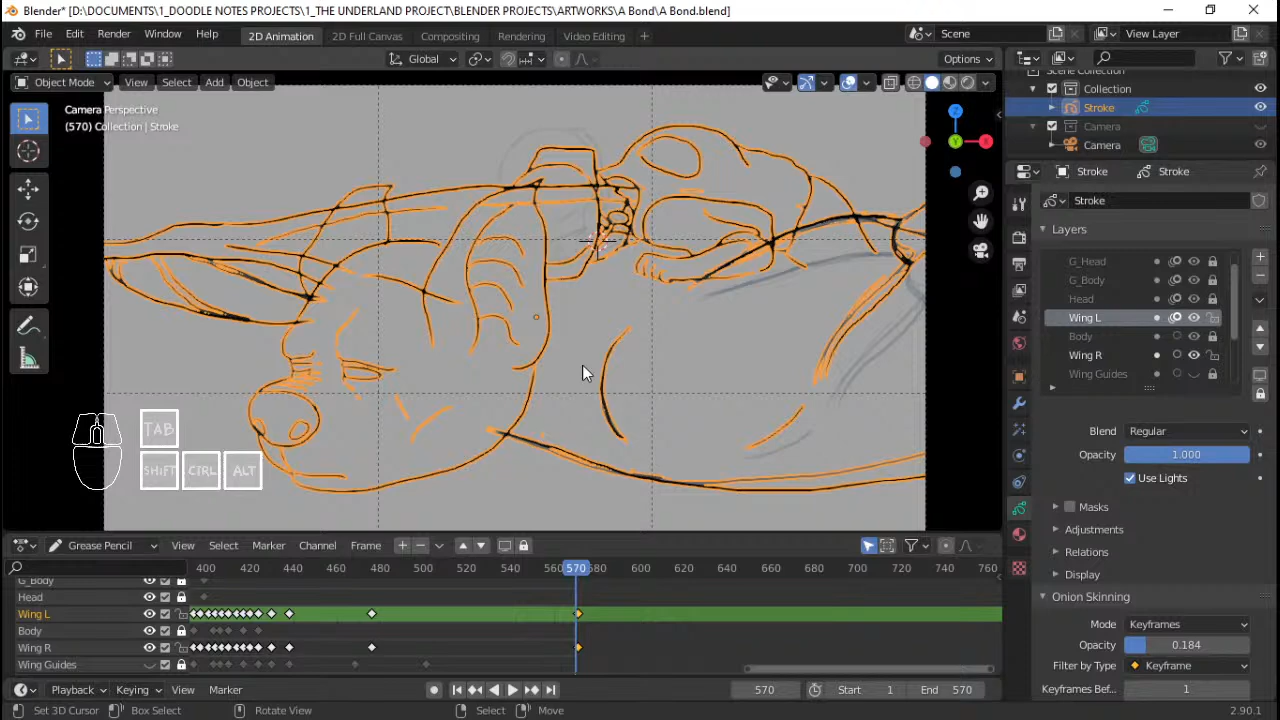 Blender* [D:\DOCUMENTS\1_DOODLE NOTES PROJECTS\1_THE UNDERLAND PROJECT\BLENDER PROJECTS\ARTWORKS\A Bond\A Bond.blend]
File Edit Render Window Help 2D Animation 2D Full Canvas Compositing Rendering Video Editing + Scene View Layer
Global Options
Object Mode View Select Add Object
Camera Perspective
(570) Collection | Stroke
Z
Y
X
Scene Collection
Collection
Stroke
Camera
Camera
Stroke Stroke
Stroke
Layers
G_Head
G_Body
Head
Wing L
Body
Wing R
Wing Guides
Blend Regular
Opacity 1.000
Use Lights
Masks
Adjustments
Relations
Display
Onion Skinning
Mode Keyframes
Opacity 0.184
Filter by Type Keyframe
Keyframes Bef... 1
TAB
SHIFT CTRL ALT
Grease Pencil View Select Marker Channel Frame
400 420 440 460 480 500 520 540 560 570 580 600 620 640 660 680 700 720 740 760
G_Body
Head
Wing L
Body
Wing R
Wing Guides
Playback Keying View Marker 570 Start 1 End 570
Set 3D Cursor Box Select Rotate View Select Move 2.90.1